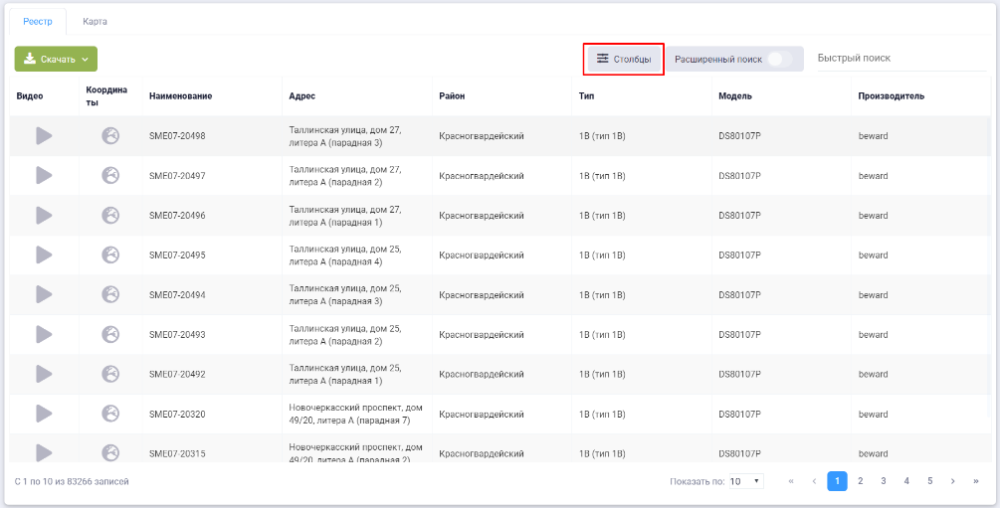 Реестр Карта
Скачать Столбцы Расширенный поиск Быстрый поиск
Видео Координа Наименование Адрес Район Тип Модель Производитель
ты
SME07-20498 Таллинская улица, дом 27, Красногвардейский 1В (тип 1В) DS80107P beward
литера А (парадная 3)
SME07-20497 Таллинская улица, дом 27, Красногвардейский 1В (тип 1В) DS80107P beward
литера А (парадная 2)
SME07-20496 Таллинская улица, дом 27, Красногвардейский 1В (тип 1В) DS80107P beward
литера А (парадная 1)
SME07-20495 Таллинская улица, дом 25, Красногвардейский 1В (тип 1В) DS80107P beward
литера А (парадная 4)
SME07-20494 Таллинская улица, дом 25, Красногвардейский 1В (тип 1В) DS80107P beward
литера А (парадная 3)
SME07-20493 Таллинская улица, дом 25, Красногвардейский 1В (тип 1В) DS80107P beward
литера А (парадная 2)
SME07-20492 Таллинская улица, дом 25, Красногвардейский 1В (тип 1В) DS80107P beward
литера А (парадная 1)
SME07-20320 Новочеркасский проспект, дом Красногвардейский 1В (тип 1В) DS80107P beward
49/20, литера А (парадная 7)
SME07-20315 Новочеркасский проспект, дом Красногвардейский 1В (тип 1В) DS80107P beward
49/20, литера А (парадная 2)
С 1 по 10 из 83266 записей Показать по: 10 « ‹ 1 2 3 4 5 › »